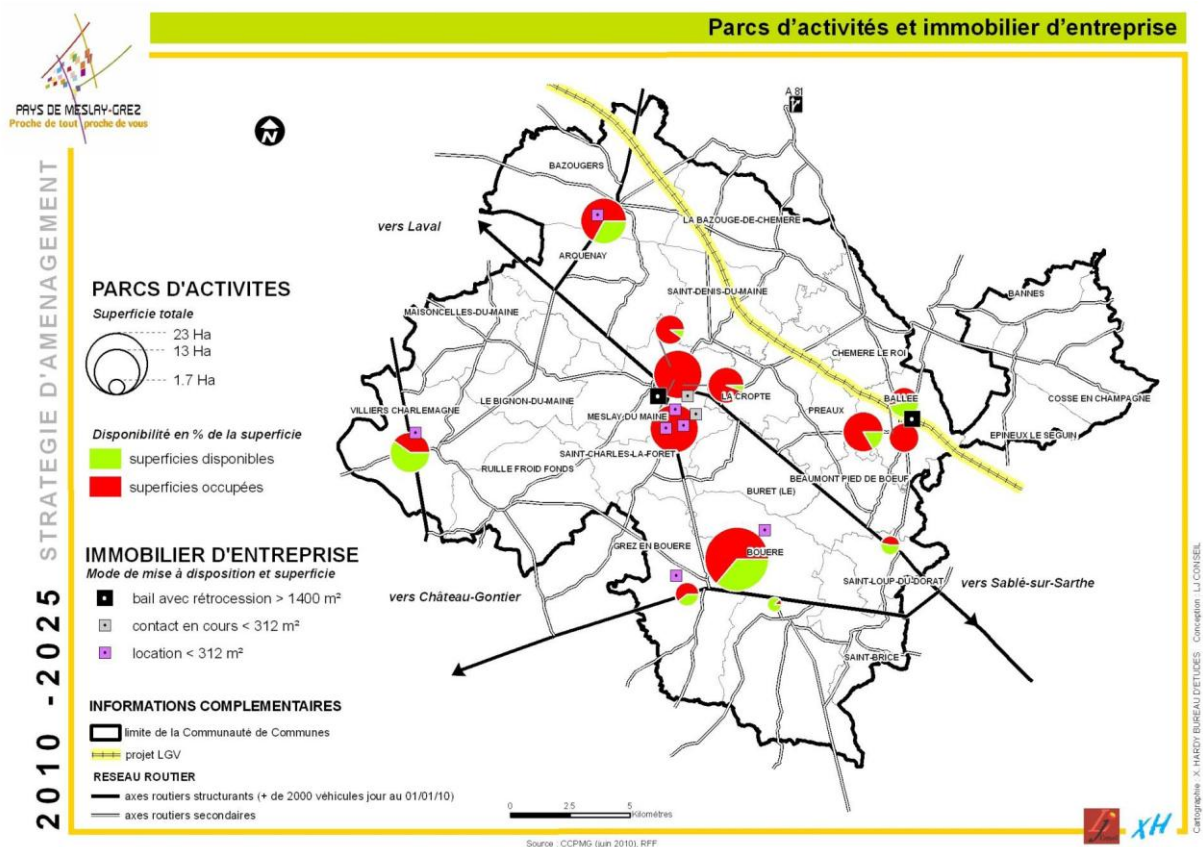 Parcs d'activités et immobilier d'entreprise
PAYS DE MESLAY-GREZ
Proche de tout proche de vous
N
A 81
2010 -2025 STRATEGIE D'AMENAGEMENT
PARCS D'ACTIVITES
Superficie totale
23 Ha
13 Ha
1.7 Ha
Disponibilité en % de la superficie
superficies disponibles
superficies occupées
IMMOBILIER D'ENTREPRISE
Mode de mise à disposition et superficie
bail avec rétrocession > 1400 m²
contact en cours < 312 m²
location < 312 m²
INFORMATIONS COMPLEMENTAIRES
limite de la Communauté de Communes
projet LGV
RESEAU ROUTIER
axes routiers structurants (+ de 2000 véhicules jour au 01/01/10)
axes routiers secondaires
BAZOUGERS
LA BAZOUGE-DE-CHEMERE
vers Laval
ARQUENAY
SAINT-DENIS-DU-MAINE
BANNES
MAISONCELLES-DU-MAINE
CHEMERE LE ROI
LA CROPTE
BALLEE
COSSE EN CHAMPAGNE
LE BIGNON-DU-MAINE
VILLIERS CHARLEMAGNE
PREAUX
MESLAY-DU MAINE
EPINEUX LE SEGUIN
SAINT-CHARLES-LA-FORET
RUILLE FROID FONDS
BEAUMONT PIED DE BOEUF
BURET (LE)
GREZ EN BOUERE
BOUERE
SAINT-LOUP-DU-DORAT
vers Sablé-sur-Sarthe
vers Château-Gontier
SAINT-BRICE
0 2.5 5
Kilomètres
Source : CCPMG (juin 2010), RFF
Cartographie : X. HARDY BUREAU D'ETUDES Conception : LJ CONSEIL
XH